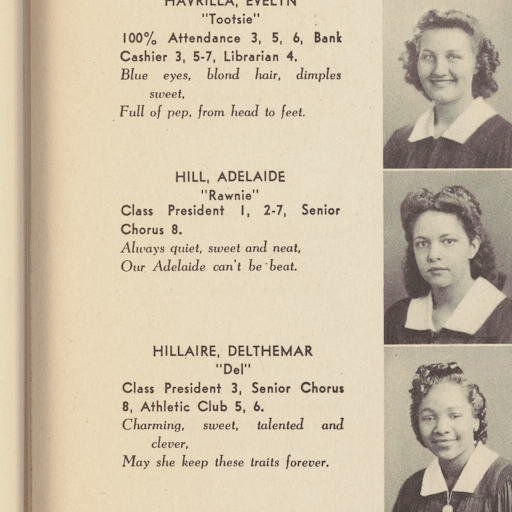 HAVRILLA, EVELYN
"Tootsie"
100% Attendance 3, 5, 6, Bank
Cashier 3, 5-7, Librarian 4.
Blue eyes, blond hair, dimples
sweet,
Full of pep, from head to feet.
HILL, ADELAIDE
"Rawnie"
Class President 1, 2-7, Senior
Chorus 8.
Always quiet, sweet and neat,
Our Adelaide can't be beat.
HILLAIRE, DELTHEMAR
"Del"
Class President 3, Senior Chorus
8, Athletic Club 5, 6.
Charming, sweet, talented and
clever,
May she keep these traits forever.